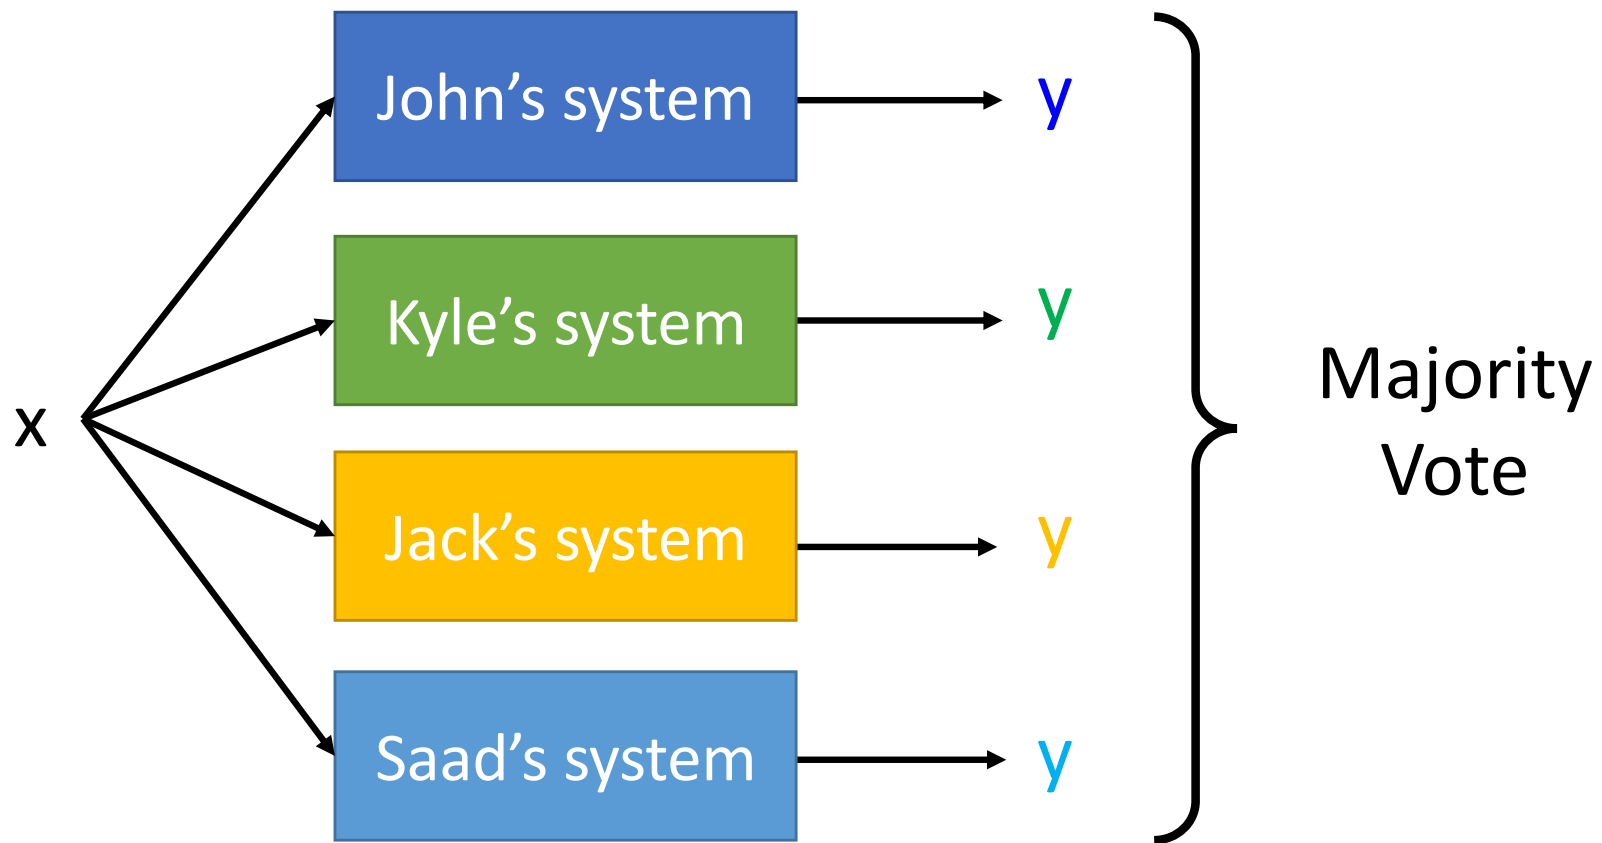 John’s system
y
Kyle’s system
y
x
Jack’s system
y
Saad’s system
y
Majority
Vote